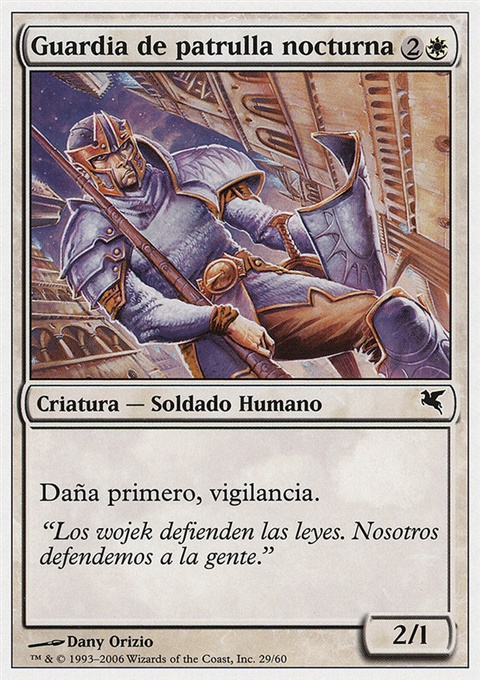 Guardia de patrulla nocturna 2
Criatura — Soldado Humano
Daña primero, vigilancia.
“Los wojek defienden las leyes. Nosotros
defendemos a la gente.”
Dany Orizio
2/1
™ & © 1993–2006 Wizards of the Coast, Inc. 29/60